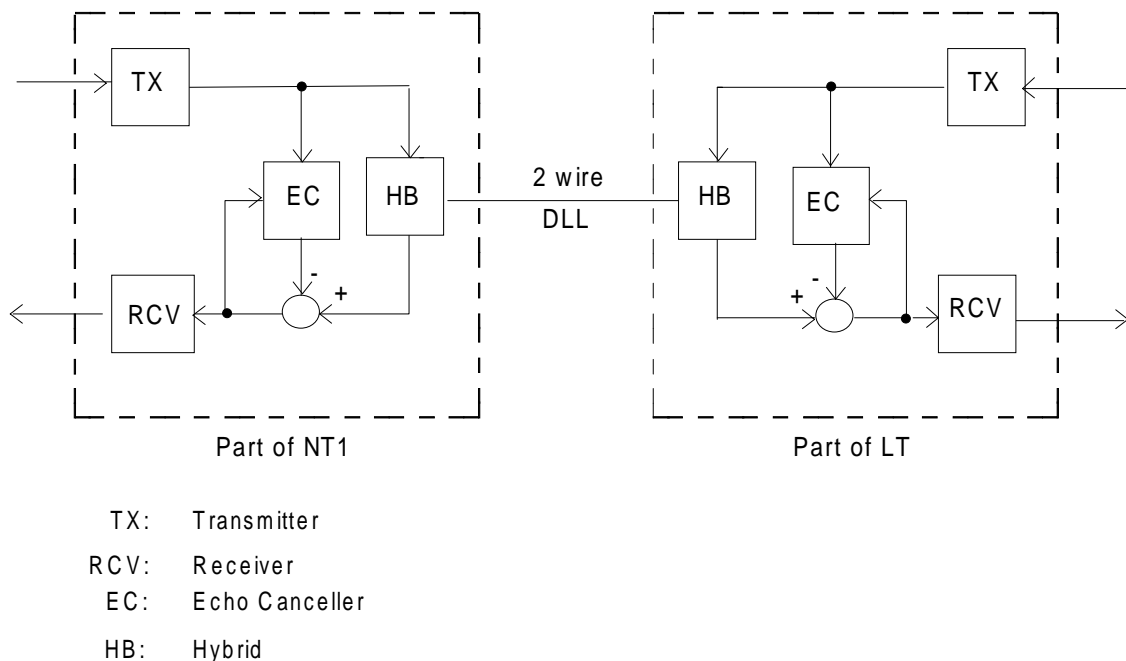 TX
TX
EC
HB
2 wire
DLL
HB
EC
-
+
-
+
RCV
RCV
Part of NT1
Part of LT
TX: Transmitter
RCV: Receiver
EC: Echo Canceller
HB: Hybrid